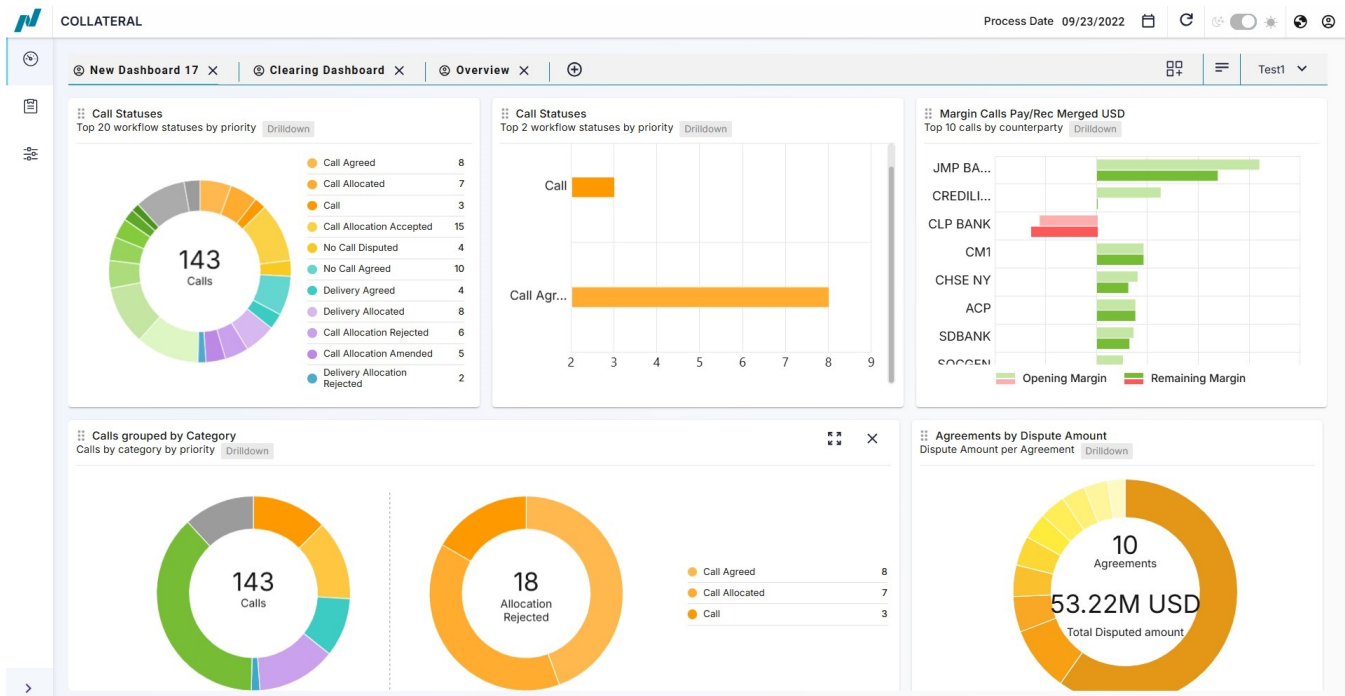 COLLATERAL
Process Date 09/23/2022
New Dashboard 17
Clearing Dashboard
Overview
Test1
Call Statuses
Top 20 workflow statuses by priority Drilldown
143
Calls
Call Agreed 8
Call Allocated 7
Call 3
Call Allocation Accepted 15
No Call Disputed 4
No Call Agreed 10
Delivery Agreed 4
Delivery Allocated 8
Call Allocation Rejected 6
Call Allocation Amended 5
Delivery Allocation
Rejected 2
Call Statuses
Top 2 workflow statuses by priority Drilldown
Call
Call Agr...
2 3 4 5 6 7 8 9
Margin Calls Pay/Rec Merged USD
Top 10 calls by counterparty Drilldown
JMP BA...
CREDILI...
CLP BANK
CM1
CHSE NY
ACP
SDBANK
SOCGEN
Opening Margin Remaining Margin
Calls grouped by Category
Calls by category by priority Drilldown
143
Calls
18
Allocation
Rejected
Call Agreed 8
Call Allocated 7
Call 3
Agreements by Dispute Amount
Dispute Amount per Agreement Drilldown
10
Agreements
53.22M USD
Total Disputed amount